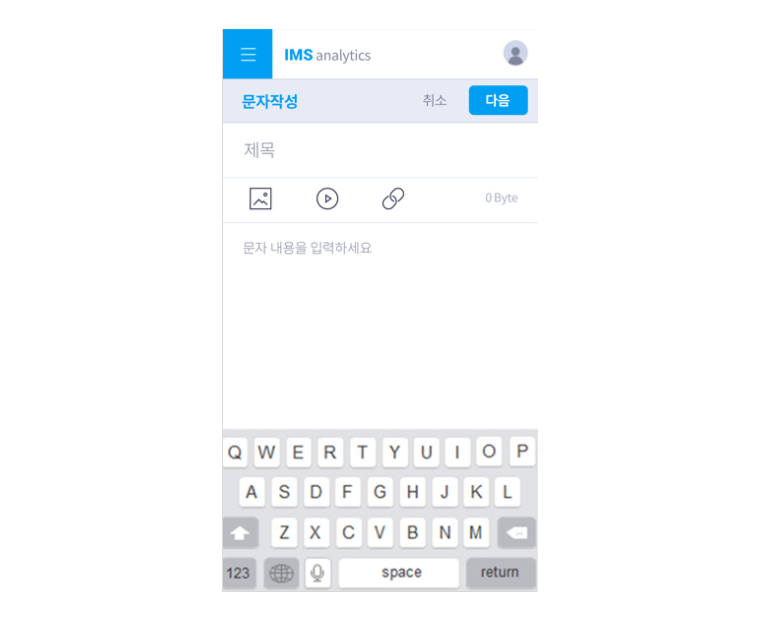 IMS analytics
문자작성 취소 다음
제목
0 Byte
문자 내용을 입력하세요
Q W E R T Y U I O P
A S D F G H J K L
Z X C V B N M
123 space return